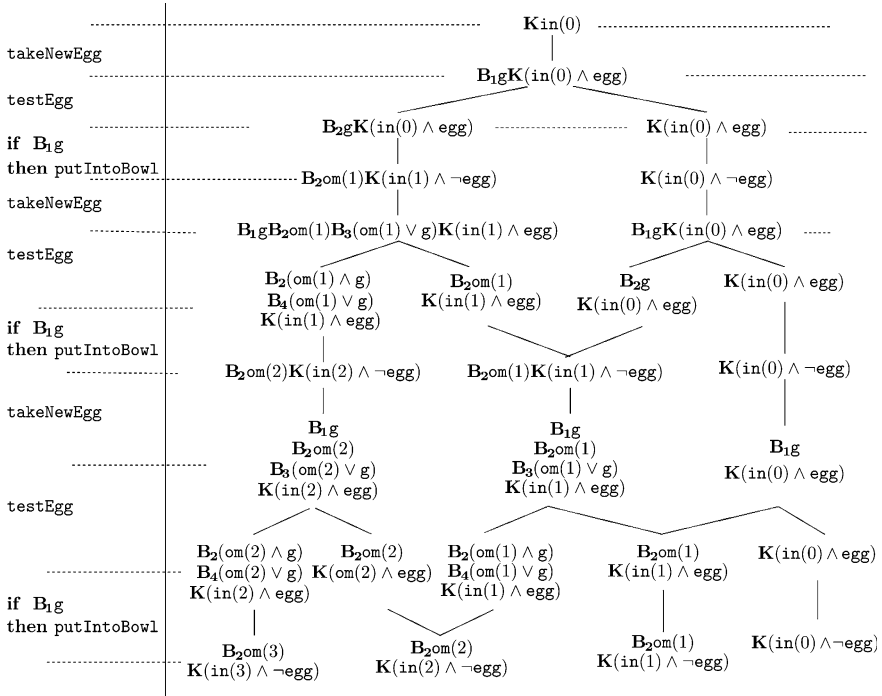 Kin(0)
takeNewEgg
B₁gK(in(0) ∧ egg)
testEgg
B₂gK(in(0) ∧ egg) K(in(0) ∧ egg)
if B₁g
then putIntoBowl
B₂om(1)K(in(1) ∧ ¬egg) K(in(0) ∧ ¬egg)
takeNewEgg
B₁gB₂om(1)B₃(om(1) ∨ g)K(in(1) ∧ egg) B₁gK(in(0) ∧ egg)
testEgg
B₂(om(1) ∧ g) B₂om(1) B₂g K(in(0) ∧ egg)
B₄(om(1) ∨ g) K(in(1) ∧ egg) K(in(0) ∧ egg)
K(in(1) ∧ egg)
if B₁g
then putIntoBowl
B₂om(2)K(in(2) ∧ ¬egg) B₂om(1)K(in(1) ∧ ¬egg) K(in(0) ∧ ¬egg)
takeNewEgg
B₁g B₁g
B₂om(2) B₂om(1) B₁g
B₃(om(2) ∨ g) B₃(om(1) ∨ g) K(in(0) ∧ egg)
K(in(2) ∧ egg) K(in(1) ∧ egg)
testEgg
B₂(om(2) ∧ g) B₂om(2) B₂(om(1) ∧ g) B₂om(1) K(in(0) ∧ egg)
B₄(om(2) ∨ g) K(om(2) ∧ egg) B₄(om(1) ∨ g) K(in(1) ∧ egg)
K(in(2) ∧ egg) K(in(1) ∧ egg)
if B₁g
then putIntoBowl
B₂om(3) B₂om(2) B₂om(1) K(in(0) ∧¬egg)
K(in(3) ∧ ¬egg) K(in(2) ∧ ¬egg) K(in(1) ∧ ¬egg)